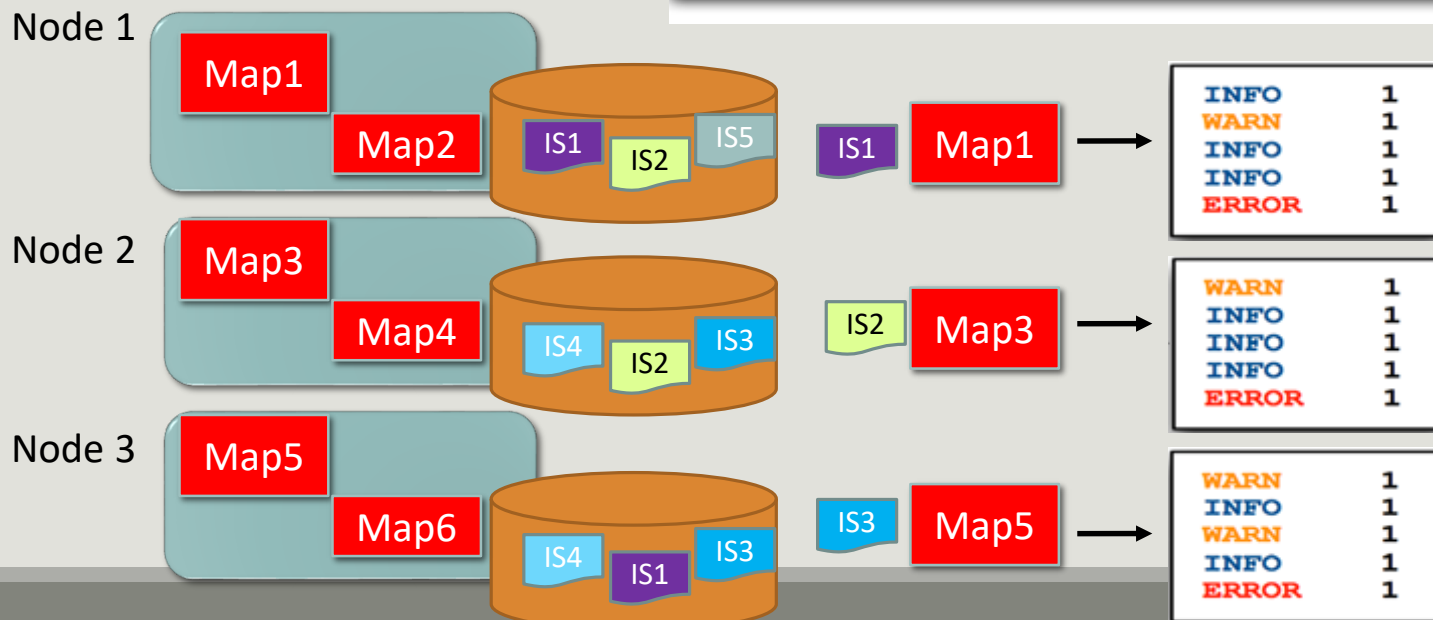 Node 1
Map1
Map2
IS1
IS2
IS5
IS1
Map1
INFO 1
WARN 1
INFO 1
INFO 1
ERROR 1
Node 2
Map3
Map4
IS4
IS2
IS3
IS2
Map3
WARN 1
INFO 1
INFO 1
INFO 1
ERROR 1
Node 3
Map5
Map6
IS4
IS1
IS3
IS3
Map5
WARN 1
INFO 1
WARN 1
INFO 1
ERROR 1